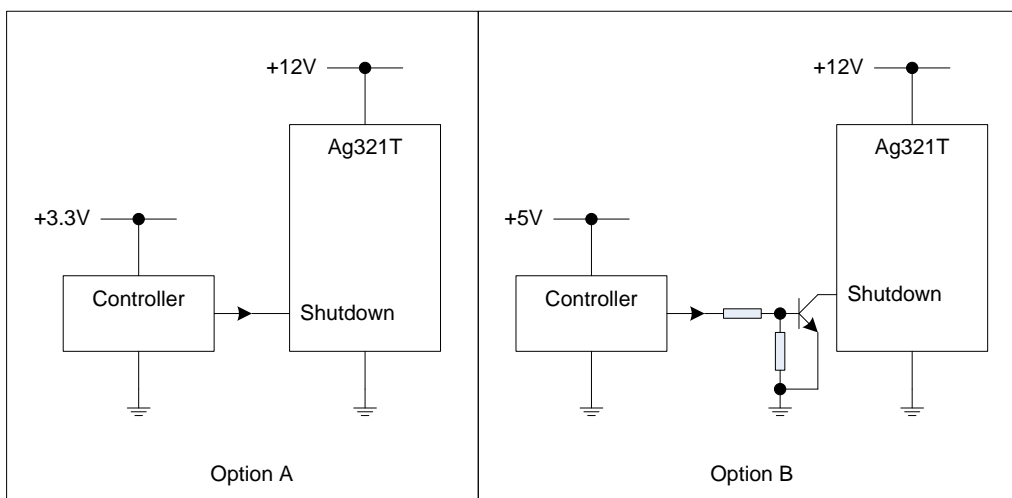 +12V
Ag321T
+3.3V
Controller
Shutdown
Option A
+12V
Ag321T
+5V
Controller
Shutdown
Option B